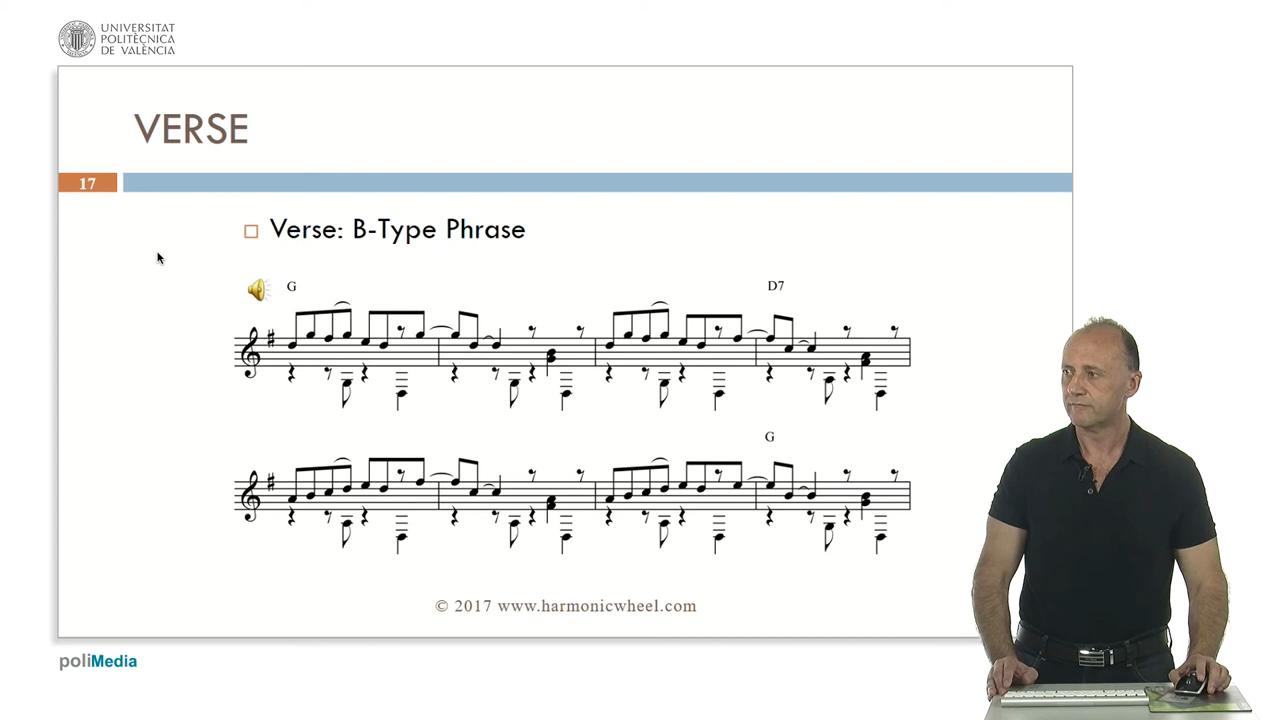 UNIVERSITAT
POLITÈCNICA
DE VALÈNCIA
VERSE
17
Verse: B-Type Phrase
G
D7
G
© 2017 www.harmonicwheel.com
poliMedia